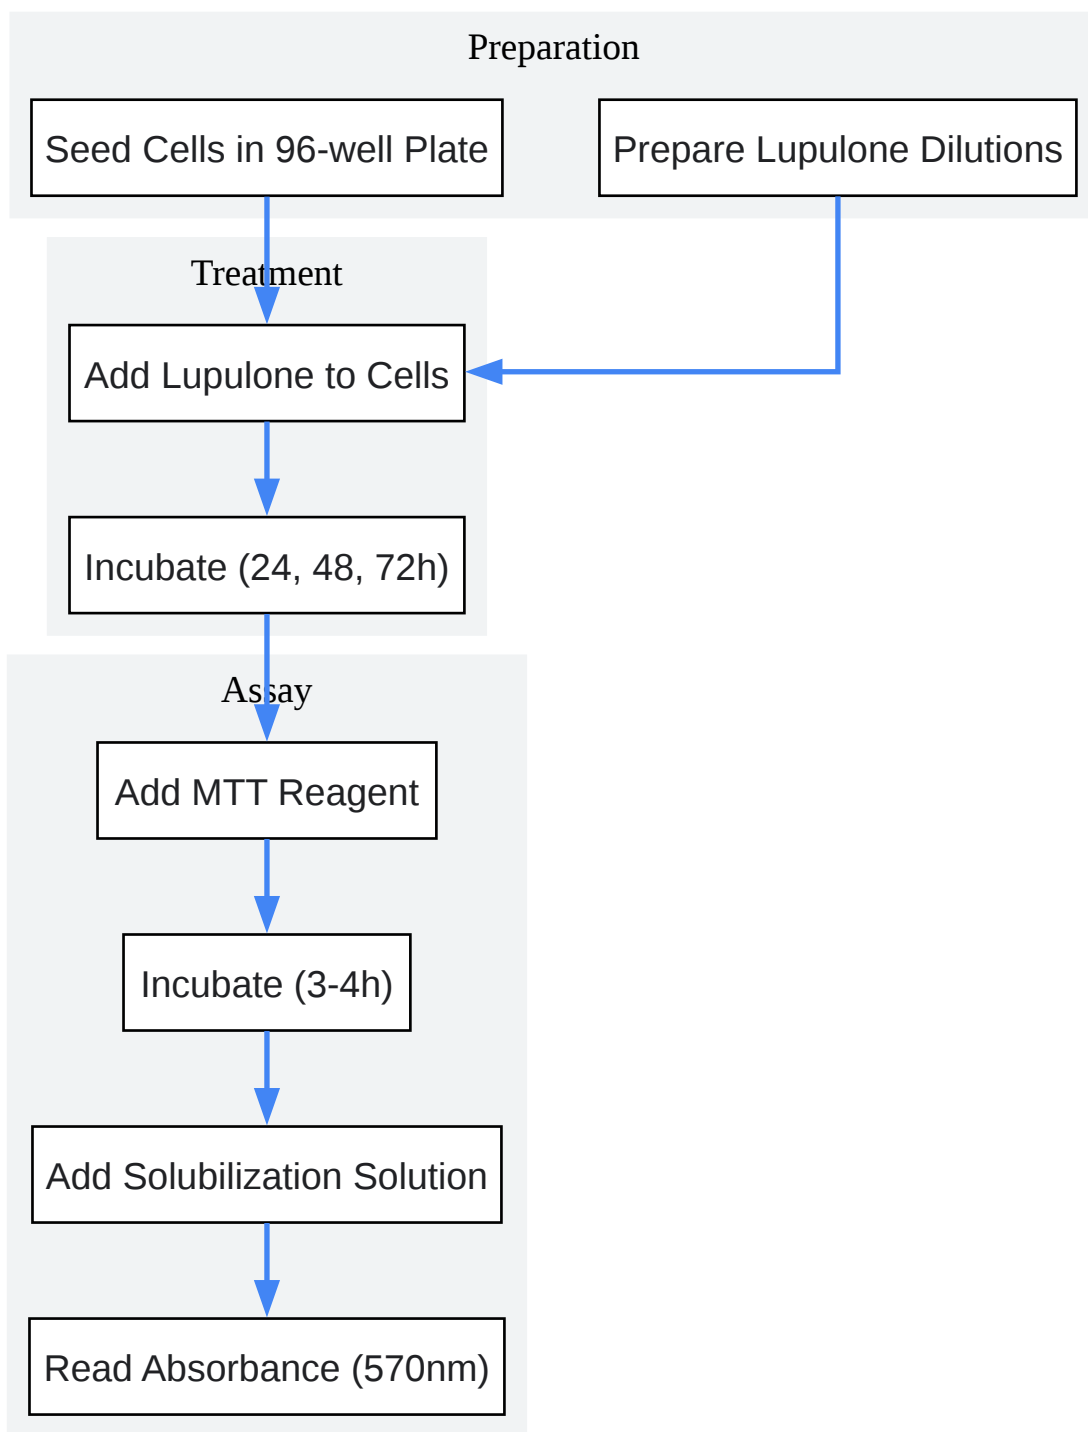 Preparation
Seed Cells in 96-well Plate
Prepare Lupulone Dilutions
Treatment
Add Lupulone to Cells
Incubate (24, 48, 72h)
Assay
Add MTT Reagent
Incubate (3-4h)
Add Solubilization Solution
Read Absorbance (570nm)